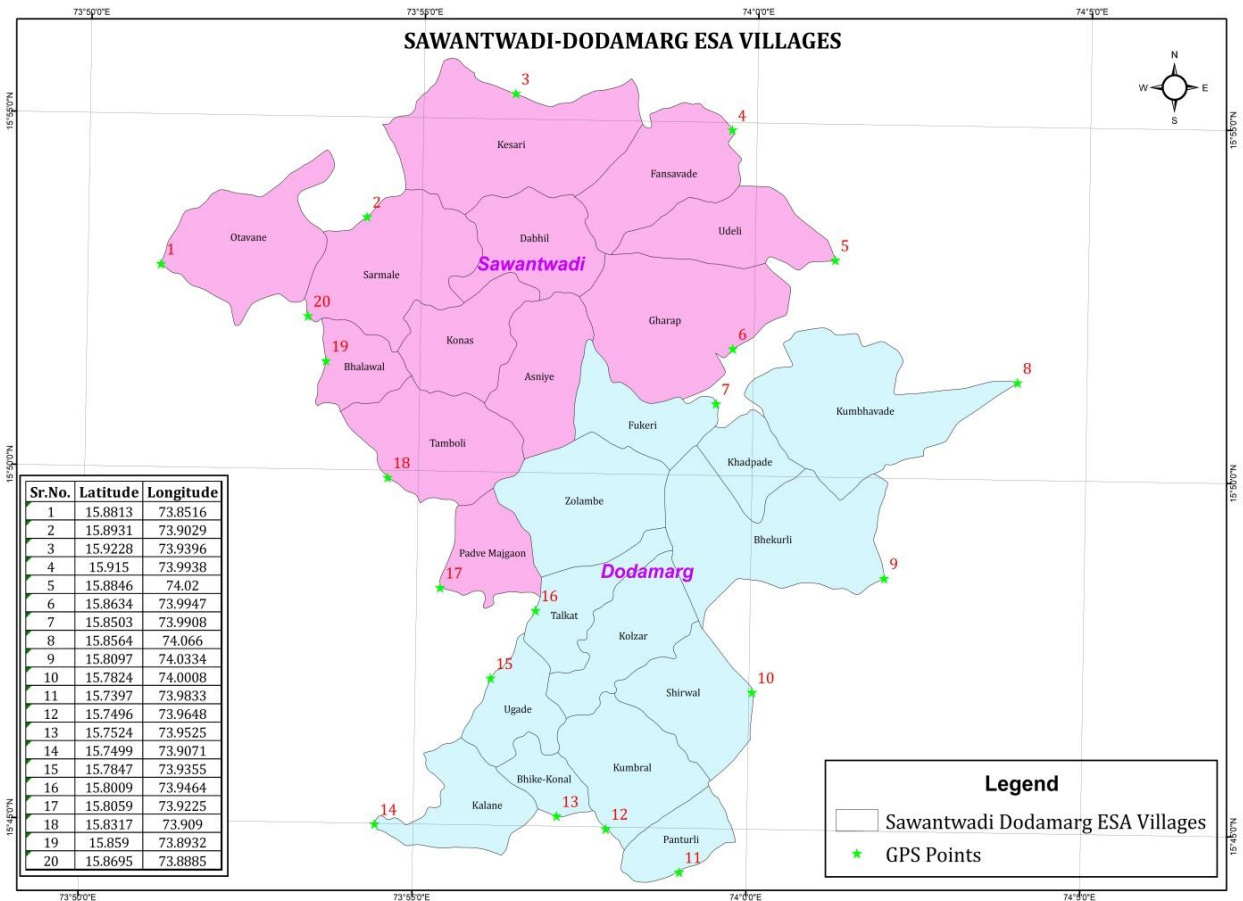 73°50'0"E 73°55'0"E 74°0'0"E 74°5'0"E
SAWANTWADI-DODAMARG ESA VILLAGES
N
W E
S
15°55'0"N
15°55'0"N
3
4
Kesari
Fansavade
2
Otavane
Dabhil
Udeli
1
5
Sawantwadi
Sarmale
20
Gharap
6
Konas
19
Bhalawal
Asniye
8
7
Kumbhavade
Fukeri
Tamboli
Khadpade
18
15°50'0"N
15°50'0"N
Zolambe
Bhekurli
Padve Majgaon
Dodamarg
17
9
16
Talkat
Kolzar
15
10
Shirwal
Ugade
Kumbral
Bhike-Konal
Kalane
14
13
12
Panturli
11
15°45'0"N
15°45'0"N
Sr.No. Latitude Longitude
1 15.8813 73.8516
2 15.8931 73.9029
3 15.9228 73.9396
4 15.915 73.9938
5 15.8846 74.02
6 15.8634 73.9947
7 15.8503 73.9908
8 15.8564 74.066
9 15.8097 74.0334
10 15.7824 74.0008
11 15.7397 73.9833
12 15.7496 73.9648
13 15.7524 73.9525
14 15.7499 73.9071
15 15.7847 73.9355
16 15.8009 73.9464
17 15.8059 73.9225
18 15.8317 73.909
19 15.859 73.8932
20 15.8695 73.8885
Legend
Sawantwadi Dodamarg ESA Villages
GPS Points
73°50'0"E 73°55'0"E 74°0'0"E 74°5'0"E